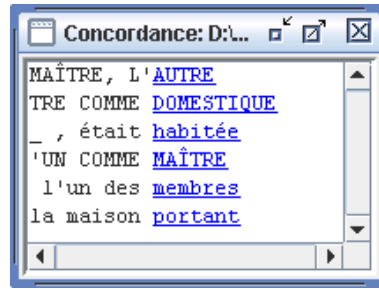 Concordance: D:\...
MAÎTRE, L'AUTRE
TRE COMME DOMESTIQUE
_ , était habitée
'UN COMME MAÎTRE
l'un des membres
la maison portant